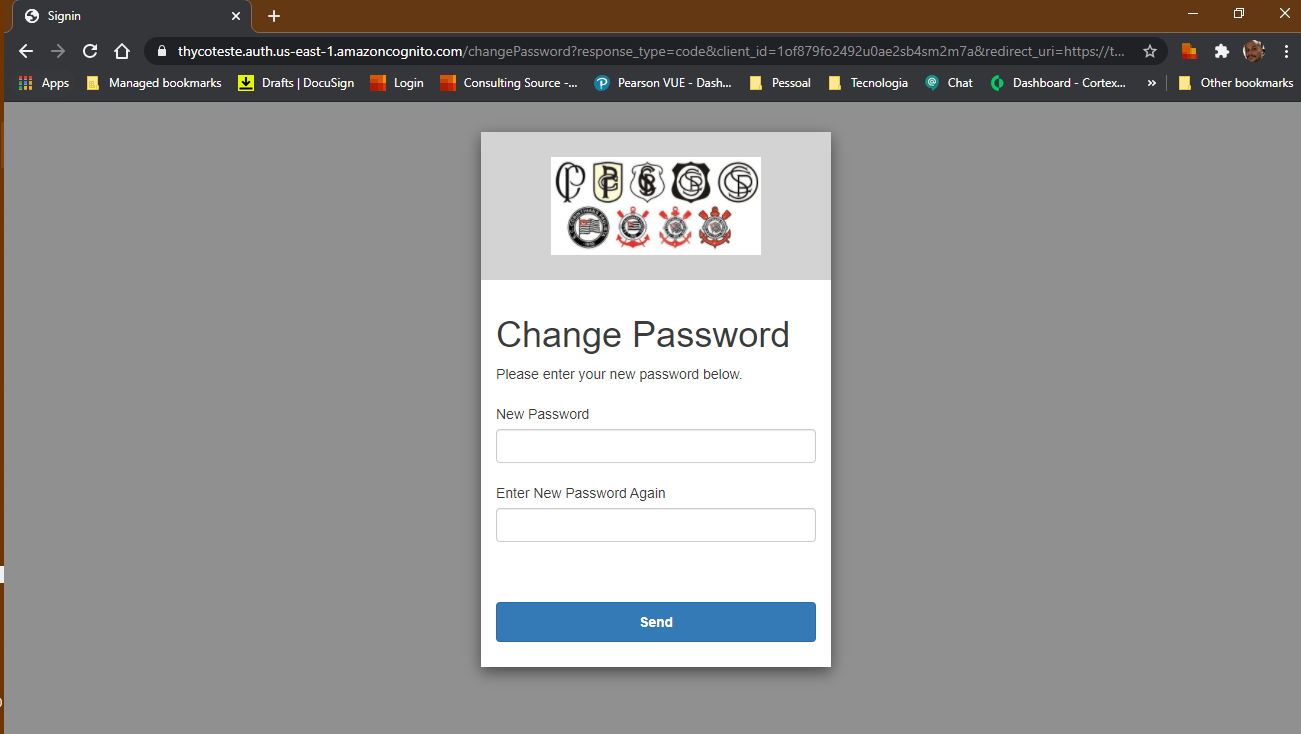 Signin
thycoteste.auth.us-east-1.amazoncognito.com/changePassword?response_type=code&client_id=1of879fo2492u0ae2sb4sm2m7a&redirect_uri=https://t...
Apps Managed bookmarks Drafts | DocuSign Login Consulting Source -... Pearson VUE - Dash... Pessoal Tecnologia Chat Dashboard - Cortex... » Other bookmarks
Change Password
Please enter your new password below.
New Password
Enter New Password Again
Send